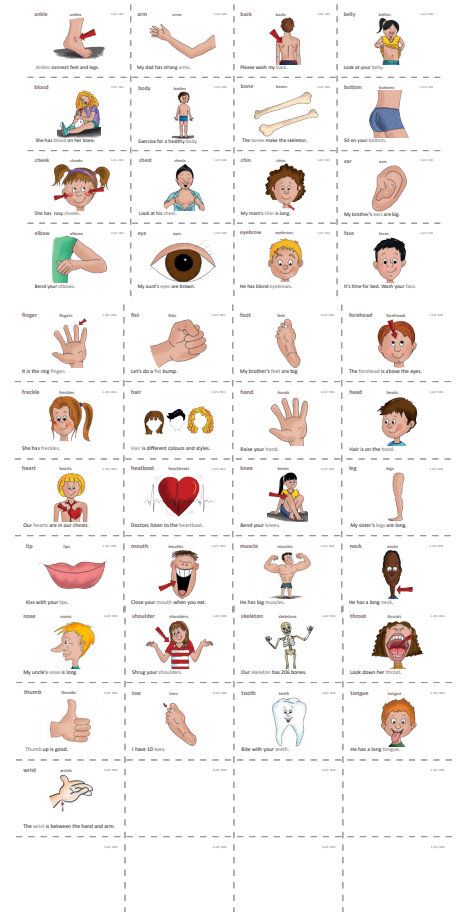 ankle ankles
Ankles connect feet and legs.
arm arms
My dad has strong arms.
back backs
Please wash my back.
belly bellies
Look at your belly.
blood
She has blood on her knee.
body bodies
Exercise for a healthy body.
bone bones
The bones make the skeleton.
bottom bottoms
Sit on your bottom.
cheek cheeks
She has rosy cheeks.
chest chests
Look at his chest.
chin chins
My mom's chin is long.
ear ears
My brother's ears are big.
elbow elbows
Bend your elbows.
eye eyes
My aunt's eyes are brown.
eyebrow eyebrows
He has blond eyebrows.
face faces
It's time for bed. Wash your face.
finger fingers
It is the ring finger.
fist fists
Let's do a fist bump.
foot feet
My brother's feet are big.
forehead foreheads
The forehead is above the eyes.
freckle freckles
She has freckles.
hair
Hair is different colours and styles.
hand hands
Raise your hand.
head heads
Hair is on the head.
heart hearts
Our hearts are in our chests.
heatbeat heartbeats
Doctors listen to the heartbeat.
knee knees
Bend your knees.
leg legs
My sister's legs are long.
lip lips
Kiss with your lips.
mouth mouths
Close your mouth when you eat.
muscle muscles
He has big muscles.
neck necks
He has a long neck.
nose noses
My uncle's nose is long.
shoulder shoulders
Shrug your shoulders.
skeleton skeletons
Our skeleton has 206 bones.
throat throats
Look down her throat.
thumb thumbs
Thumb up is good.
toe toes
I have 10 toes.
tooth teeth
Bite with your teeth.
tongue tongue
He has a long tongue.
wrist wrists
The wrist is between the hand and arm.